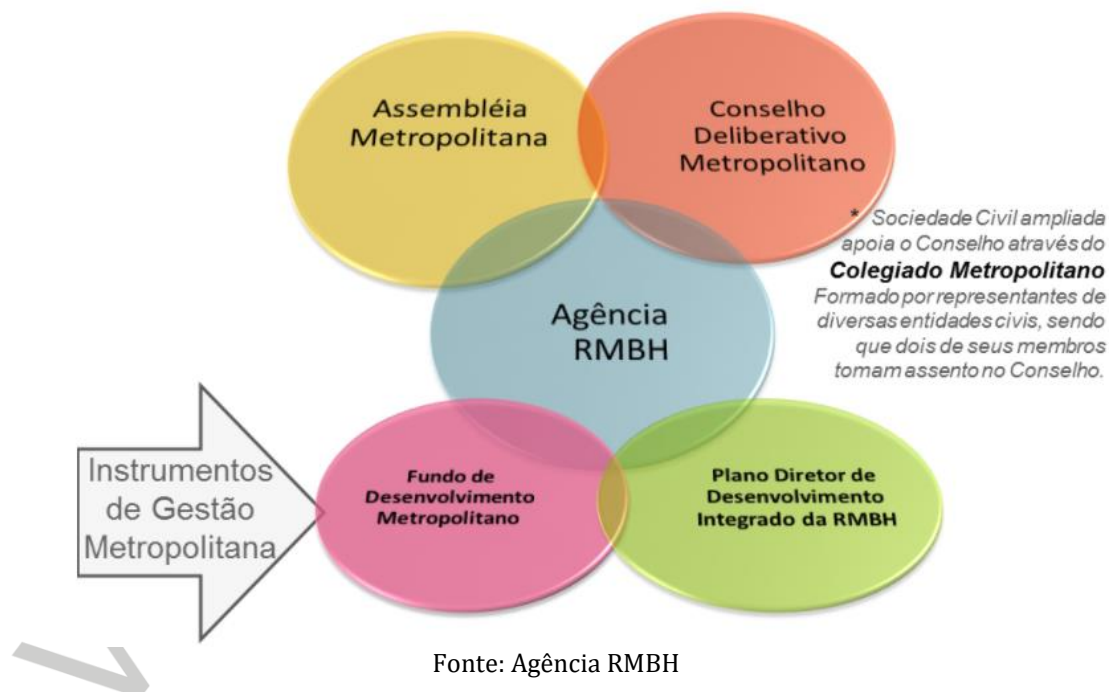 Assembléia
Metropolitana
Conselho
Deliberativo
Metropolitano
* Sociedade Civil ampliada
apoia o Conselho através do
Colegiado Metropolitano
Formado por representantes de
diversas entidades civis, sendo
que dois de seus membros
tomam assento no Conselho.
Agência
RMBH
Instrumentos
de Gestão
Metropolitana
Fundo de
Desenvolvimento
Metropolitano
Plano Diretor de
Desenvolvimento
Integrado da RMBH
Fonte: Agência RMBH